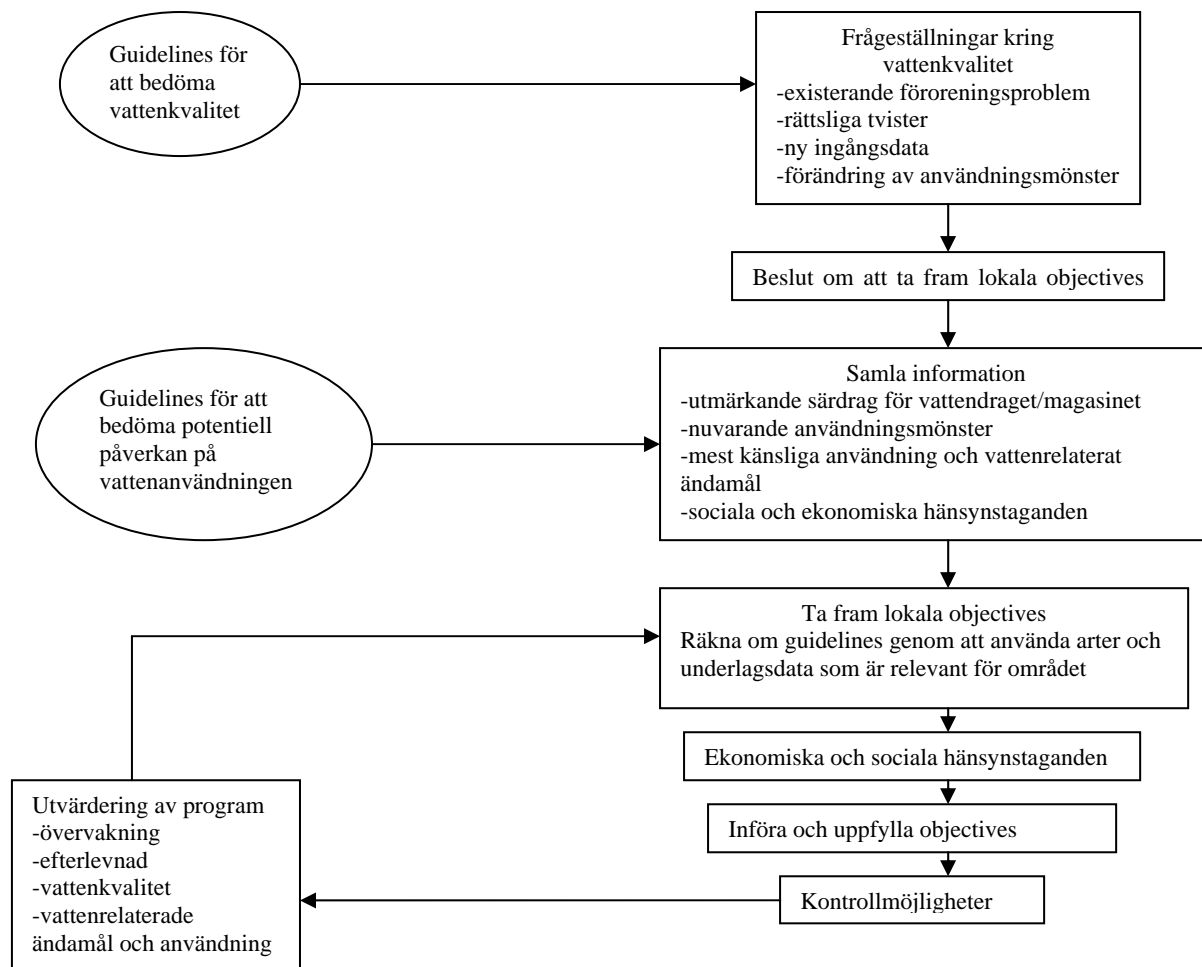 Guidelines för
att bedöma
vattenkvalitet
Frågeställningar kring
vattenkvalitet
-existerande föroreningsproblem
-rättsliga tvister
-ny ingångsdata
-förändring av användningsmönster
Beslut om att ta fram lokala objectives
Guidelines för att
bedöma potentiell
påverkan på
vattenanvändningen
Samla information
-utmärkande särdrag för vattendraget/magasinet
-nuvarande användningsmönster
-mest känsliga användning och vattenrelaterat
ändamål
-sociala och ekonomiska hänsynstaganden
Ta fram lokala objectives
Räkna om guidelines genom att använda arter och
underlagsdata som är relevant för området
Ekonomiska och sociala hänsynstaganden
Införa och uppfylla objectives
Kontrollmöjligheter
Utvärdering av program
-övervakning
-efterlevnad
-vattenkvalitet
-vattenrelaterade
ändamål och användning